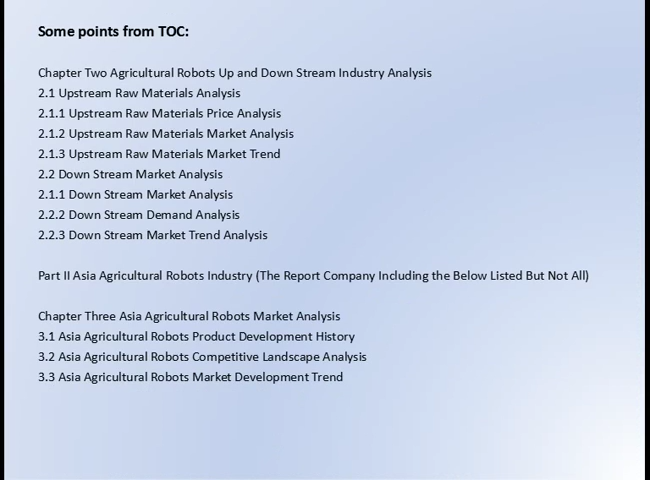 Some points from TOC:
Chapter Two Agricultural Robots Up and Down Stream Industry Analysis
2.1 Upstream Raw Materials Analysis
2.1.1 Upstream Raw Materials Price Analysis
2.1.2 Upstream Raw Materials Market Analysis
2.1.3 Upstream Raw Materials Market Trend
2.2 Down Stream Market Analysis
2.1.1 Down Stream Market Analysis
2.2.2 Down Stream Demand Analysis
2.2.3 Down Stream Market Trend Analysis
Part II Asia Agricultural Robots Industry (The Report Company Including the Below Listed But Not All)
Chapter Three Asia Agricultural Robots Market Analysis
3.1 Asia Agricultural Robots Product Development History
3.2 Asia Agricultural Robots Competitive Landscape Analysis
3.3 Asia Agricultural Robots Market Development Trend